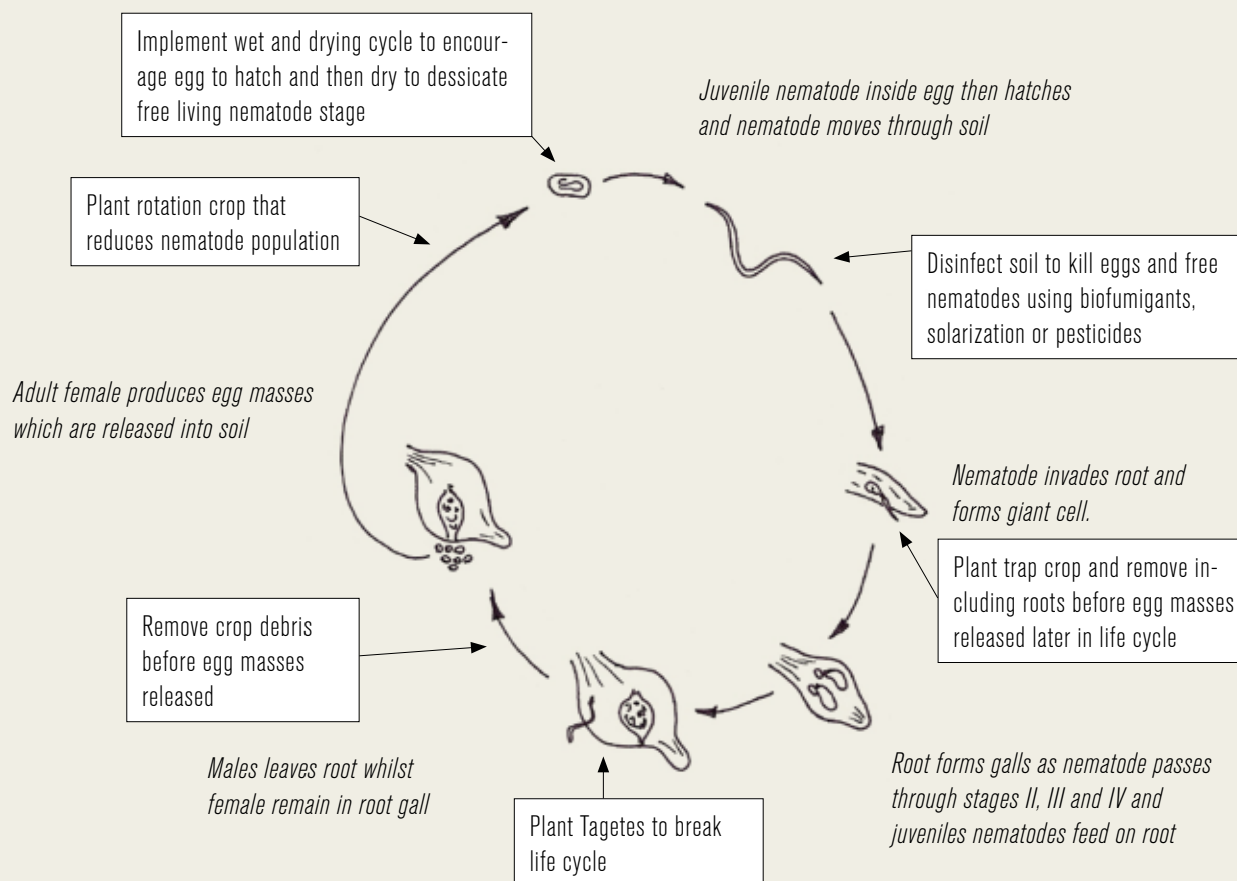 Implement wet and drying cycle to encour-
age egg to hatch and then dry to dessicate
free living nematode stage
Juvenile nematode inside egg then hatches
and nematode moves through soil
Plant rotation crop that
reduces nematode population
Disinfect soil to kill eggs and free
nematodes using biofumigants,
solarization or pesticides
Adult female produces egg masses
which are released into soil
Nematode invades root and
forms giant cell.
Plant trap crop and remove in-
cluding roots before egg masses
released later in life cycle
Remove crop debris
before egg masses
released
Males leaves root whilst
female remain in root gall
Root forms galls as nematode passes
through stages II, III and IV and
juveniles nematodes feed on root
Plant Tagetes to break
life cycle